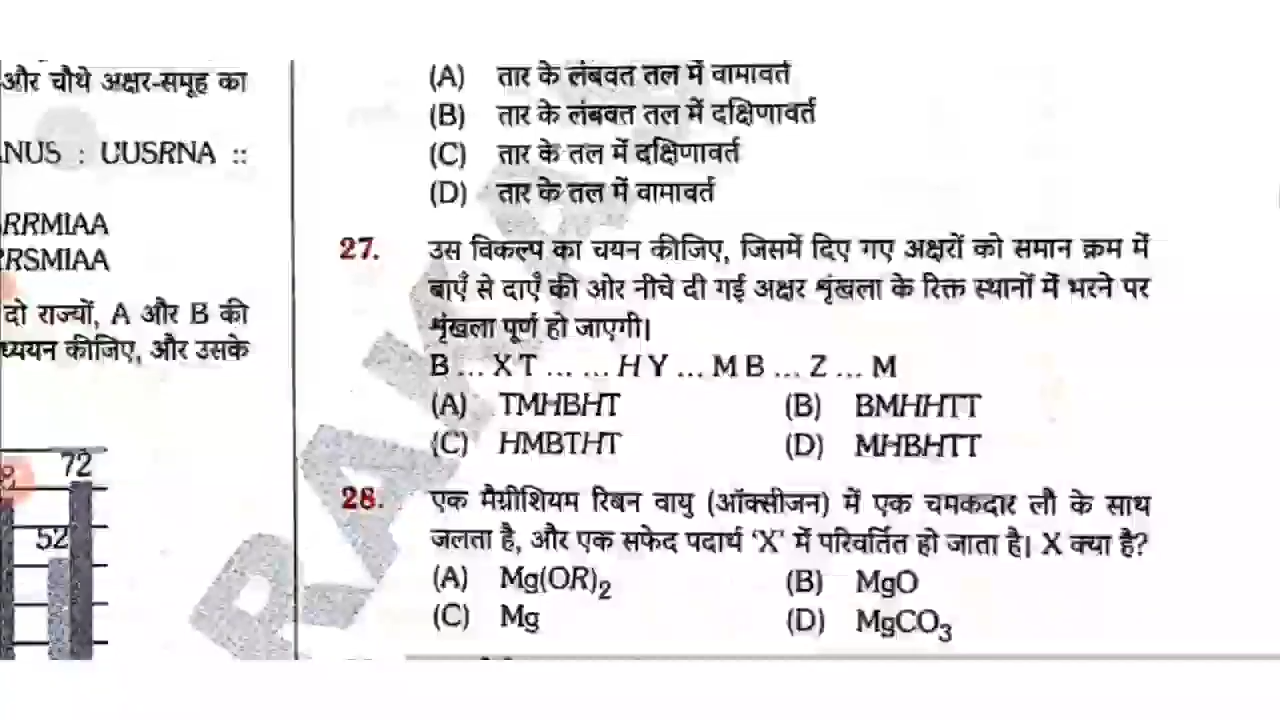 और चौथे अक्षर-समूह का
NUS : UUSRNA ::
RRMIAA
RSMIAA
दो राज्यों, A और B की
ध्ययन कीजिए, और उसके
72
52
(A) तार के लंबवत तल में वामावर्त
(B) तार के लंबवत तल में दक्षिणावर्त
(C) तार के तल में दक्षिणावर्त
(D) तार के तल में वामावर्त
27. उस विकल्प का चयन कीजिए, जिसमें दिए गए अक्षरों को समान क्रम में
बाएँ से दाएँ की ओर नीचे दी गई अक्षर शृंखला के रिक्त स्थानों में भरने पर
शृंखला पूर्ण हो जाएगी।
B ... X T ... ... H Y ... M B ... Z ... M
(A) TMHBHT (B) BMHHTT
(C) HMBTHT (D) MHBHTT
28. एक मैग्नीशियम रिबन वायु (ऑक्सीजन) में एक चमकदार लौ के साथ
जलता है, और एक सफेद पदार्थ ‘X’ में परिवर्तित हो जाता है। X क्या है?
(A) Mg(OR)₂ (B) MgO
(C) Mg (D) MgCO₃